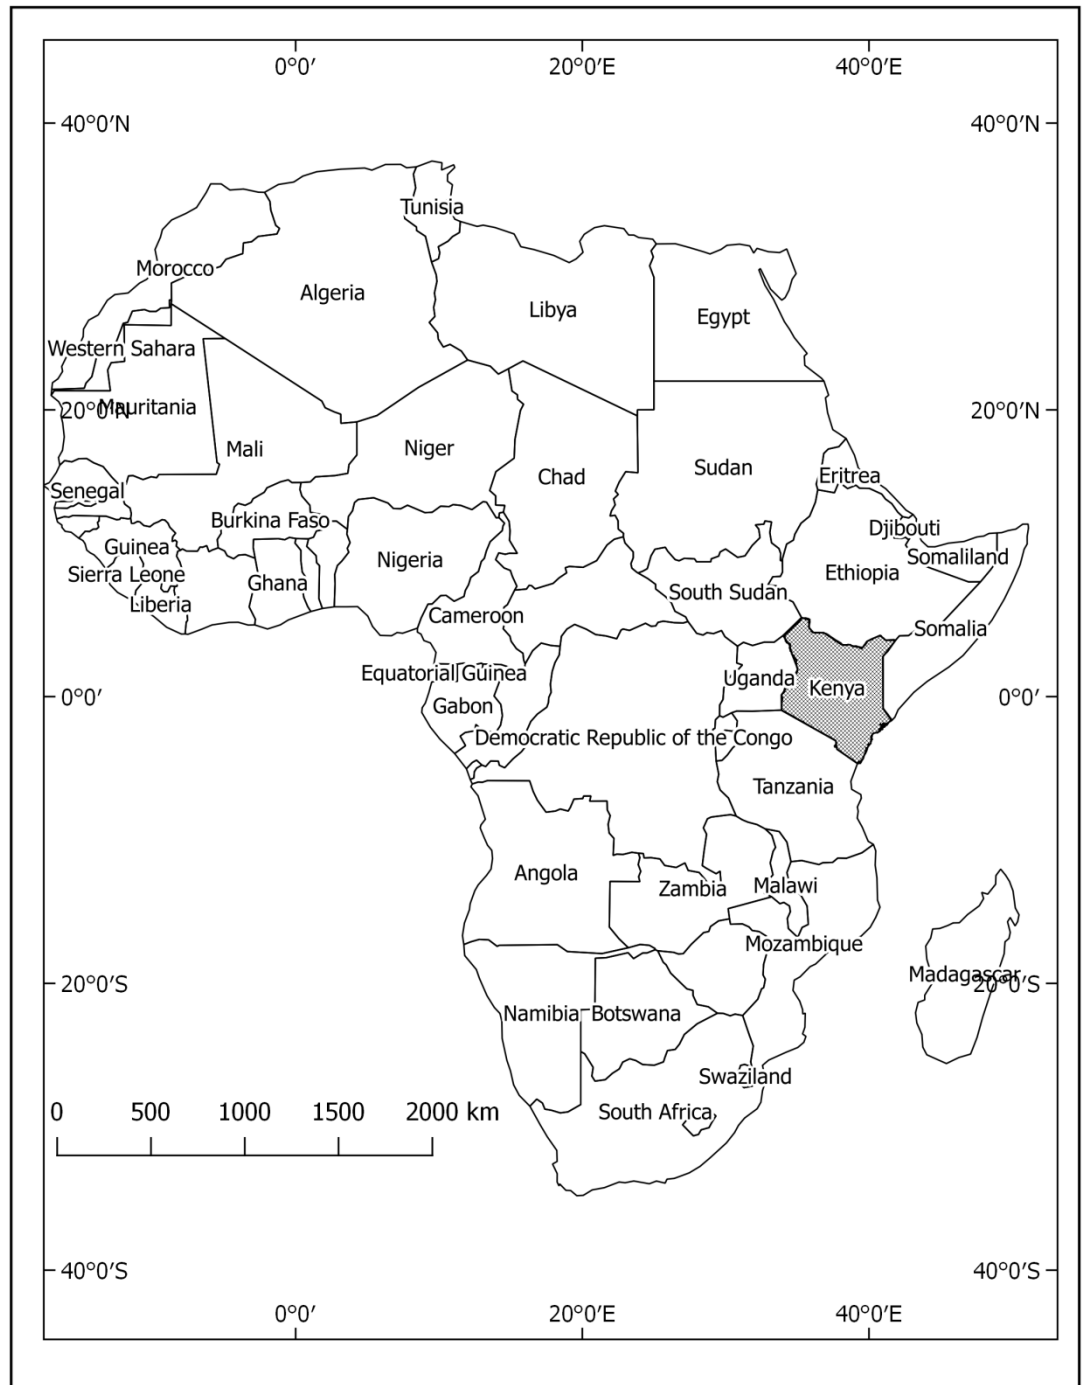 0°0′ 20°0′E 40°0′E
40°0′N 40°0′N
Tunisia
Morocco
Algeria
Libya
Egypt
Western Sahara
Mauritania
20°0′N 20°0′N
Mali
Niger
Chad
Sudan
Eritrea
Senegal
Burkina Faso
Djibouti
Guinea
Nigeria
Somaliland
Sierra Leone
Ghana
Ethiopia
Liberia
South Sudan
Cameroon
Somalia
Equatorial Guinea
Uganda
Kenya
0°0′ 0°0′
Gabon
Democratic Republic of the Congo
Tanzania
Angola
Zambia
Malawi
Mozambique
Madagascar
20°0′S 20°0′S
Namibia
Botswana
Swaziland
South Africa
0 500 1000 1500 2000 km
40°0′S 40°0′S
0°0′ 20°0′E 40°0′E